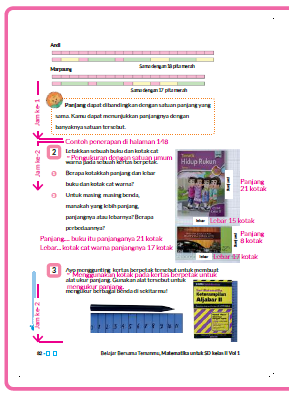 Andi
Sama dengan 18 pita merah
Marpaung
Sama dengan 17 pita merah
Jam ke-1
Panjang dapat dibandingkan dengan satuan panjang yang
sama. Kamu dapat menunjukkan panjangnya dengan
banyaknya satuan tersebut.
Contoh penerapan di halaman 148
2
Letakkan sebuah buku dan kotak cat
warna pada sebuah kertas berpetak.
Pengukuran dengan satuan umum
Jam ke-2
Berapa kotakkah panjang dan lebar
buku dan kotak cat warna?
Untuk masing masing benda,
manakah yang lebih panjang,
panjangnya atau lebarnya? Berapa
perbedaannya?
Hidup Rukun
Panjang
21 kotak
lebar
Lebar 15 kotak
Panjang
8 kotak
lebar
Lebar 17 kotak
Panjang... buku itu panjangnya 21 kotak
Lebar... kotak cat warna panjangnya 17 kotak
3
Ayo menggunting kertas berpetak tersebut untuk membuat
alat ukur panjang. Gunakan alat tersebut untuk
mengukur berbagai benda di sekitarmu!
Menggunakan kotak pada kertas berpetak untuk
mengukur panjang.
Jam ke-2
Keterampilan
Aljabar II
82
Belajar Bersama Temanmu, Matematika untuk SD kelas II Vol 1